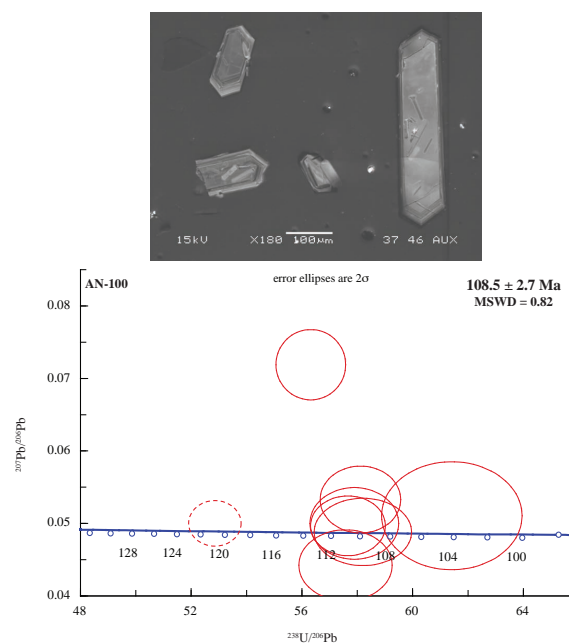 15kV X180 100µm 37 46 AUX
AN-100 error ellipses are 2σ 108.5 ± 2.7 Ma
MSWD = 0.82
0.08
0.07
0.06
0.05
0.04
207Pb/206Pb
128 124 120 116 112 108 104 100
48 52 56 60 64
238U/206Pb